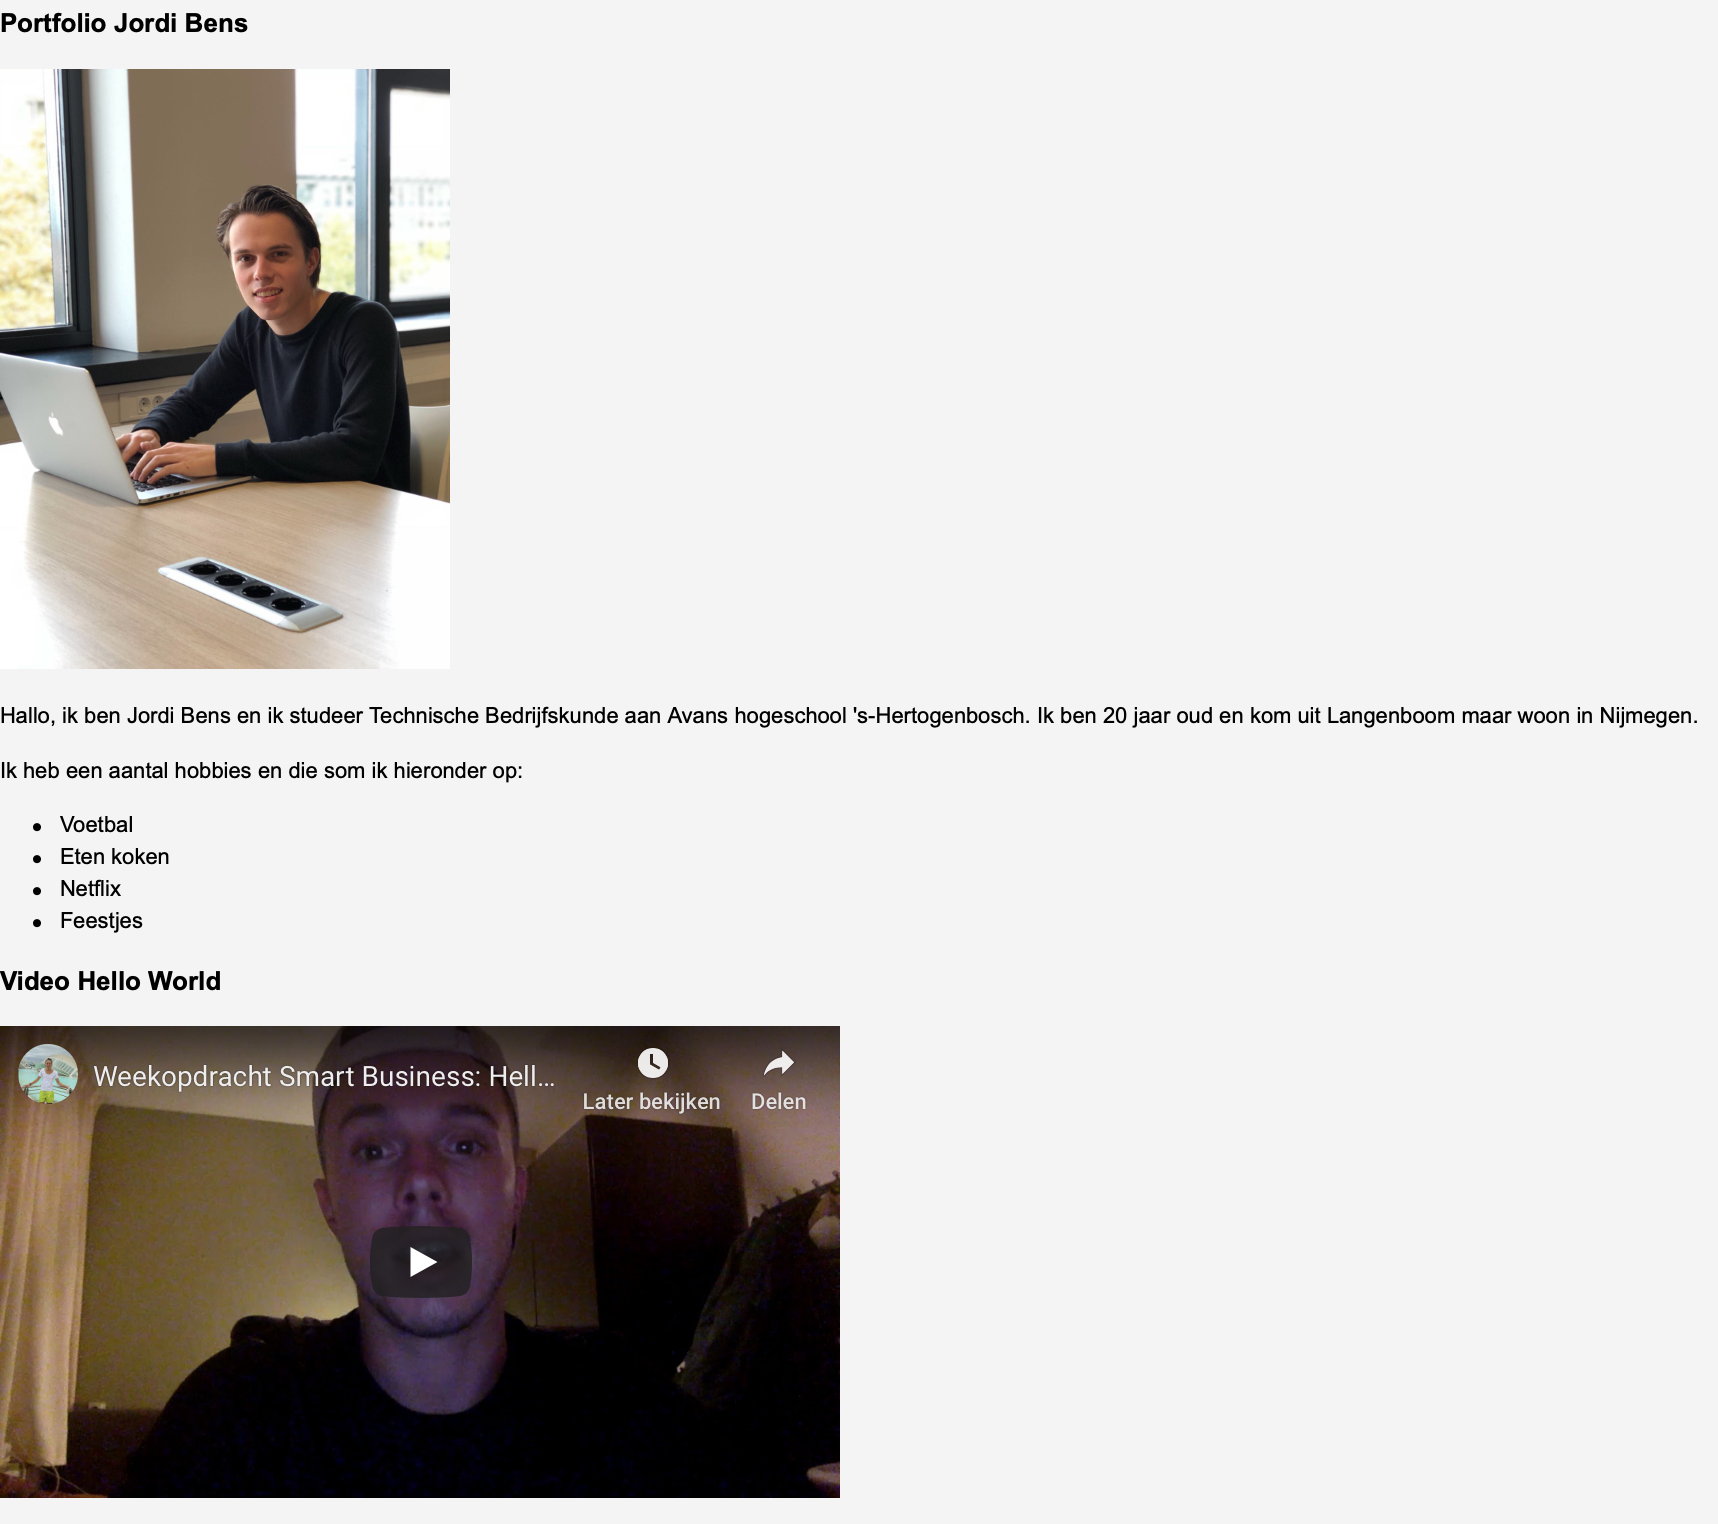 Portfolio Jordi Bens
Hallo, ik ben Jordi Bens en ik studeer Technische Bedrijfskunde aan Avans hogeschool 's-Hertogenbosch. Ik ben 20 jaar oud en kom uit Langenboom maar woon in Nijmegen.
Ik heb een aantal hobbies en die som ik hieronder op:
• Voetbal
• Eten koken
• Netflix
• Feestjes
Video Hello World
Weekopdracht Smart Business: Hell...
Later bekijken
Delen